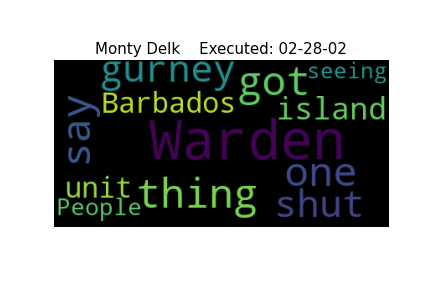 Monty Delk    Executed: 02-28-02
gurney
got
seeing
Barbados
island
say
Warden
one
unit
thing
shut
People